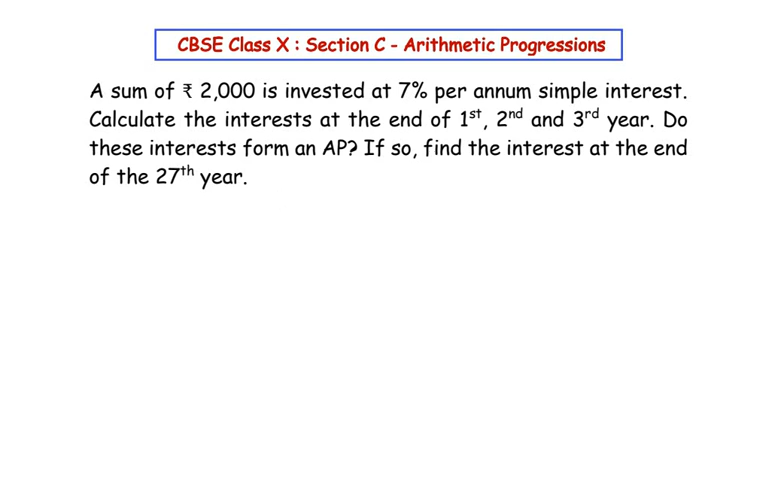 CBSE Class X : Section C - Arithmetic Progressions
A sum of ₹ 2,000 is invested at 7% per annum simple interest.
Calculate the interests at the end of 1st, 2nd and 3rd year. Do
these interests form an AP? If so, find the interest at the end
of the 27th year.